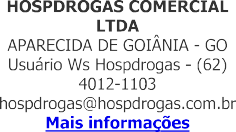 HOSPDROGAS COMERCIAL
LTDA
APARECIDA DE GOIÂNIA - GO
Usuário Ws Hospdrogas - (62)
4012-1103
hospdrogas@hospdrogas.com.br
Mais informações